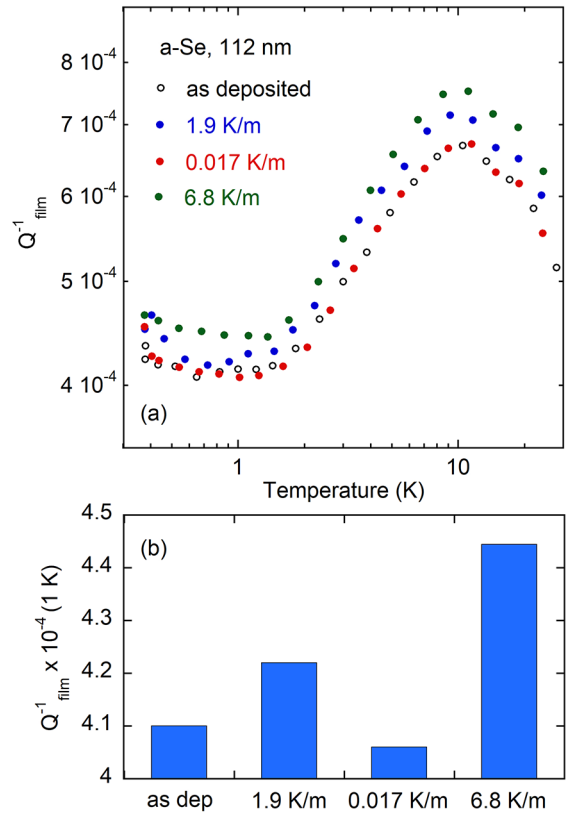 a-Se, 112 nm
as deposited
1.9 K/m
0.017 K/m
6.8 K/m
8 10⁻⁴
7 10⁻⁴
6 10⁻⁴
5 10⁻⁴
4 10⁻⁴
Q⁻¹film
(a)
1 10
Temperature (K)
(b)
4.5
4.4
4.3
4.2
4.1
4
Q⁻¹film x 10⁻⁴ (1 K)
as dep 1.9 K/m 0.017 K/m 6.8 K/m